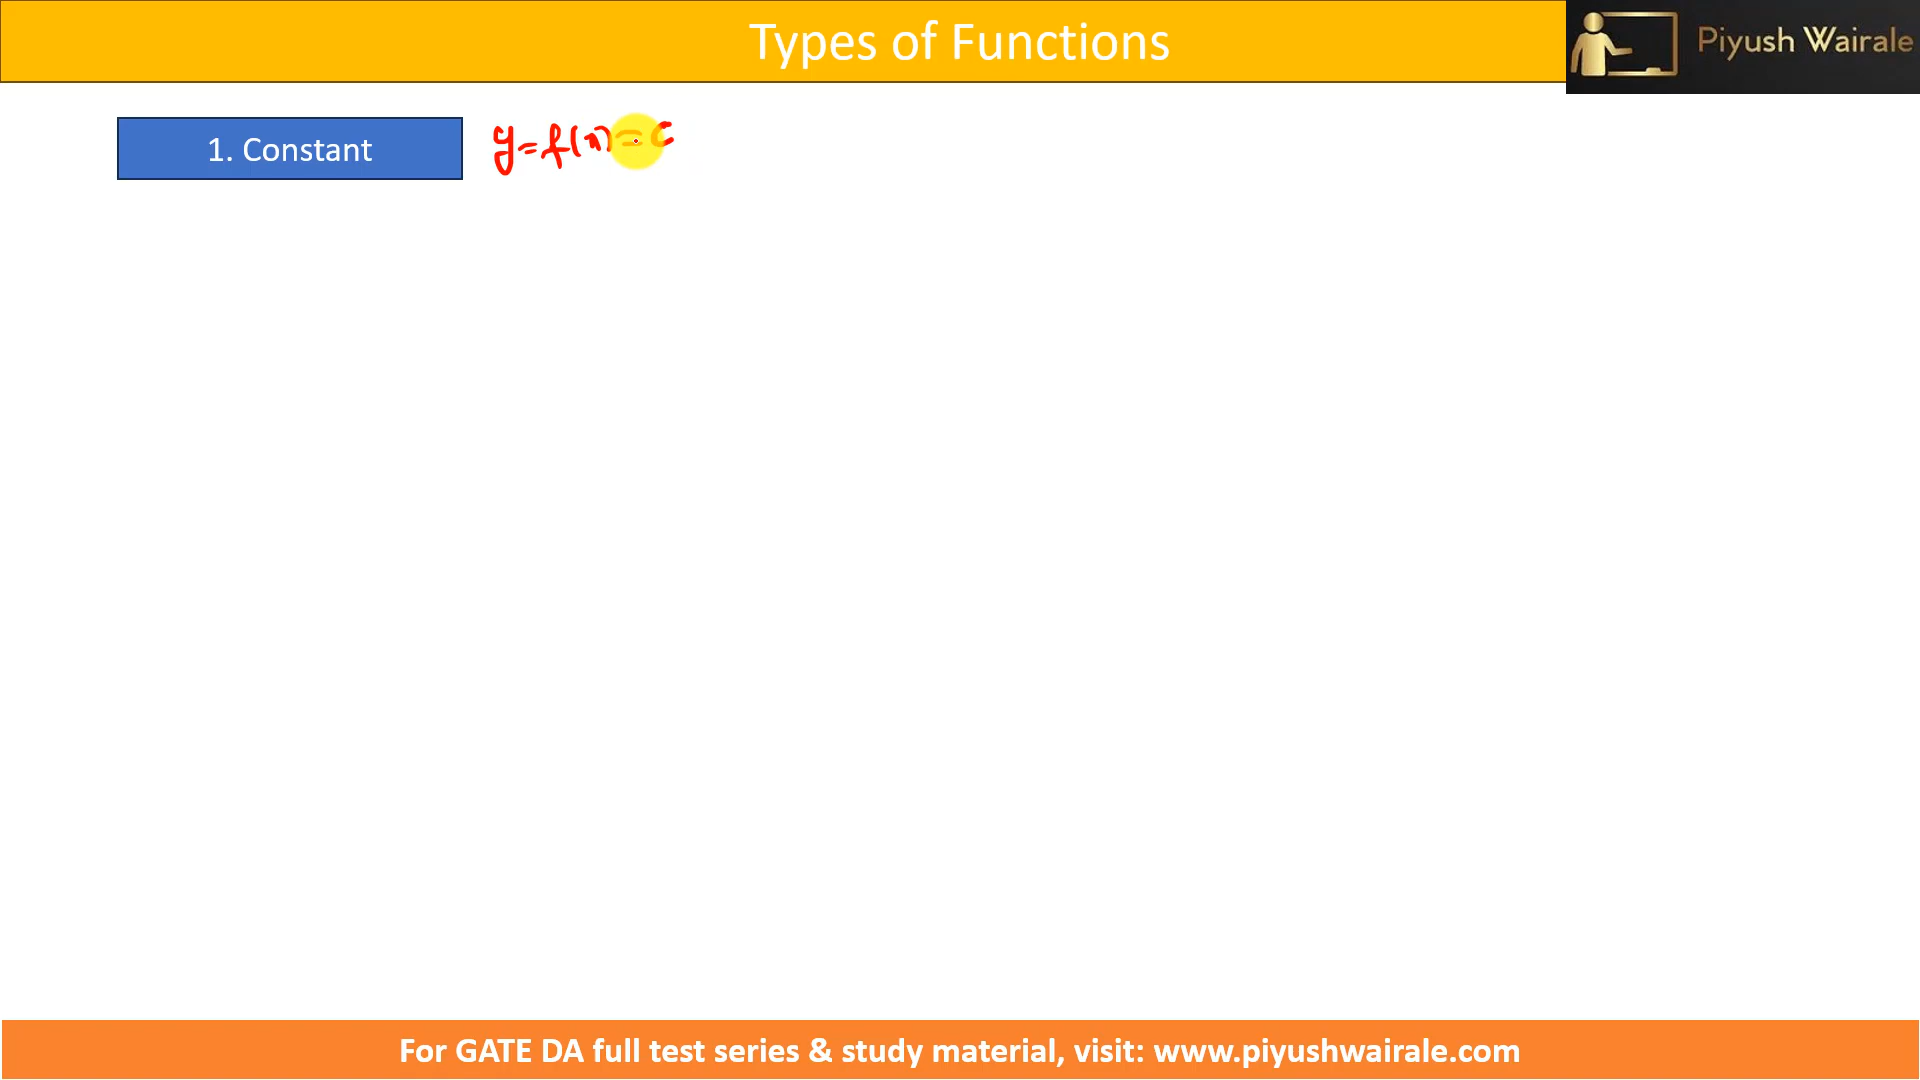 Types of Functions
Piyush Wairale
1. Constant
y = f(x) = c
For GATE DA full test series & study material, visit: www.piyushwairale.com